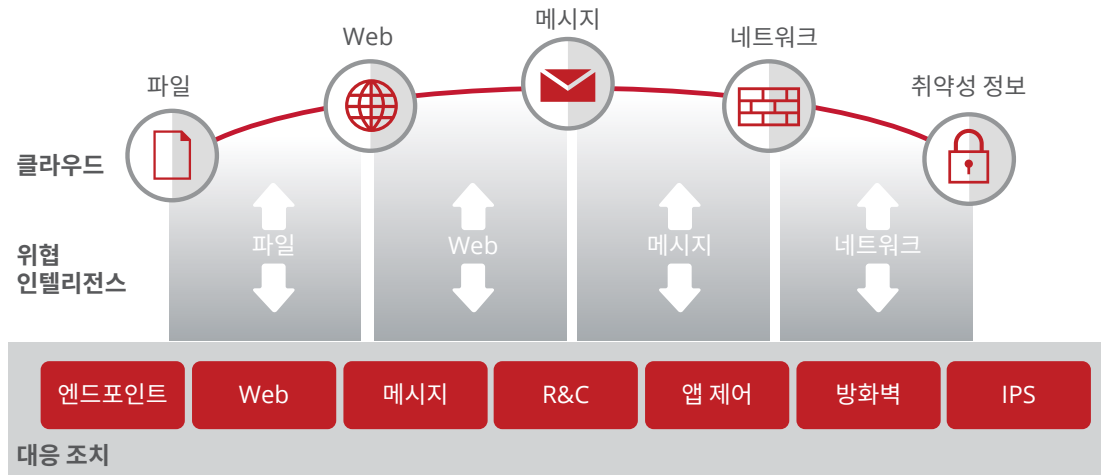 메시지
Web
네트워크
파일
취약성 정보
클라우드
위협
인텔리전스
파일
Web
메시지
네트워크
엔드포인트
Web
메시지
R&C
앱 제어
방화벽
IPS
대응 조치